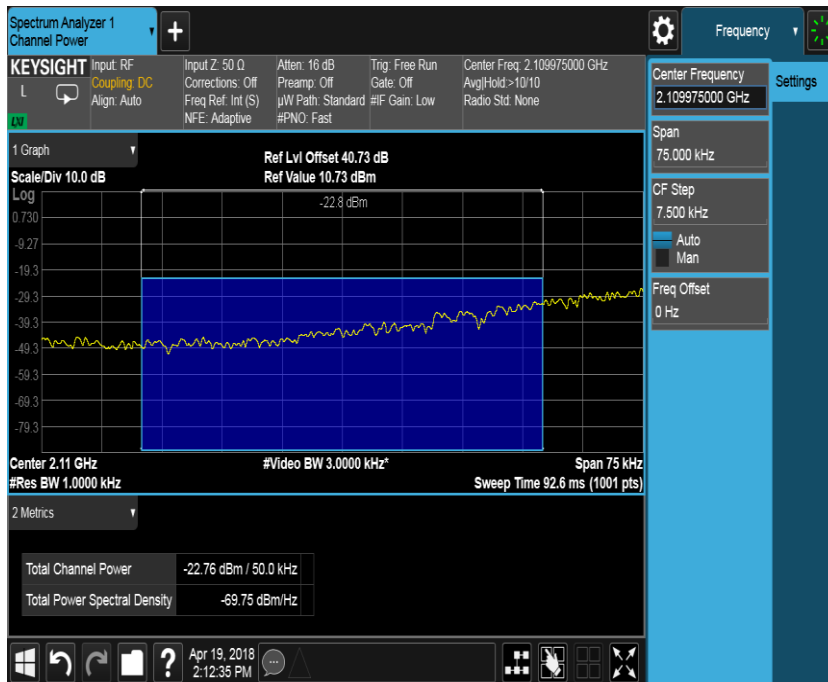 Spectrum Analyzer 1
Channel Power
+
Frequency
KEYSIGHT
L
LXI
Input: RF
Coupling: DC
Align: Auto
Input Z: 50 Ω
Corrections: Off
Freq Ref: Int (S)
NFE: Adaptive
Atten: 16 dB
Preamp: Off
µW Path: Standard
#PNO: Fast
Trig: Free Run
Gate: Off
#IF Gain: Low
Center Freq: 2.109975000 GHz
Avg|Hold:>10/10
Radio Std: None
1 Graph
Scale/Div 10.0 dB
Ref Lvl Offset 40.73 dB
Ref Value 10.73 dBm
Log
-22.8 dBm
0.730
-9.27
-19.3
-29.3
-39.3
-49.3
-59.3
-69.3
-79.3
Center 2.11 GHz
#Video BW 3.0000 kHz*
Span 75 kHz
#Res BW 1.0000 kHz
Sweep Time 92.6 ms (1001 pts)
2 Metrics
Total Channel Power -22.76 dBm / 50.0 kHz
Total Power Spectral Density -69.75 dBm/Hz
?
Apr 19, 2018
2:12:35 PM
Center Frequency
2.109975000 GHz
Settings
Span
75.000 kHz
CF Step
7.500 kHz
Auto
Man
Freq Offset
0 Hz